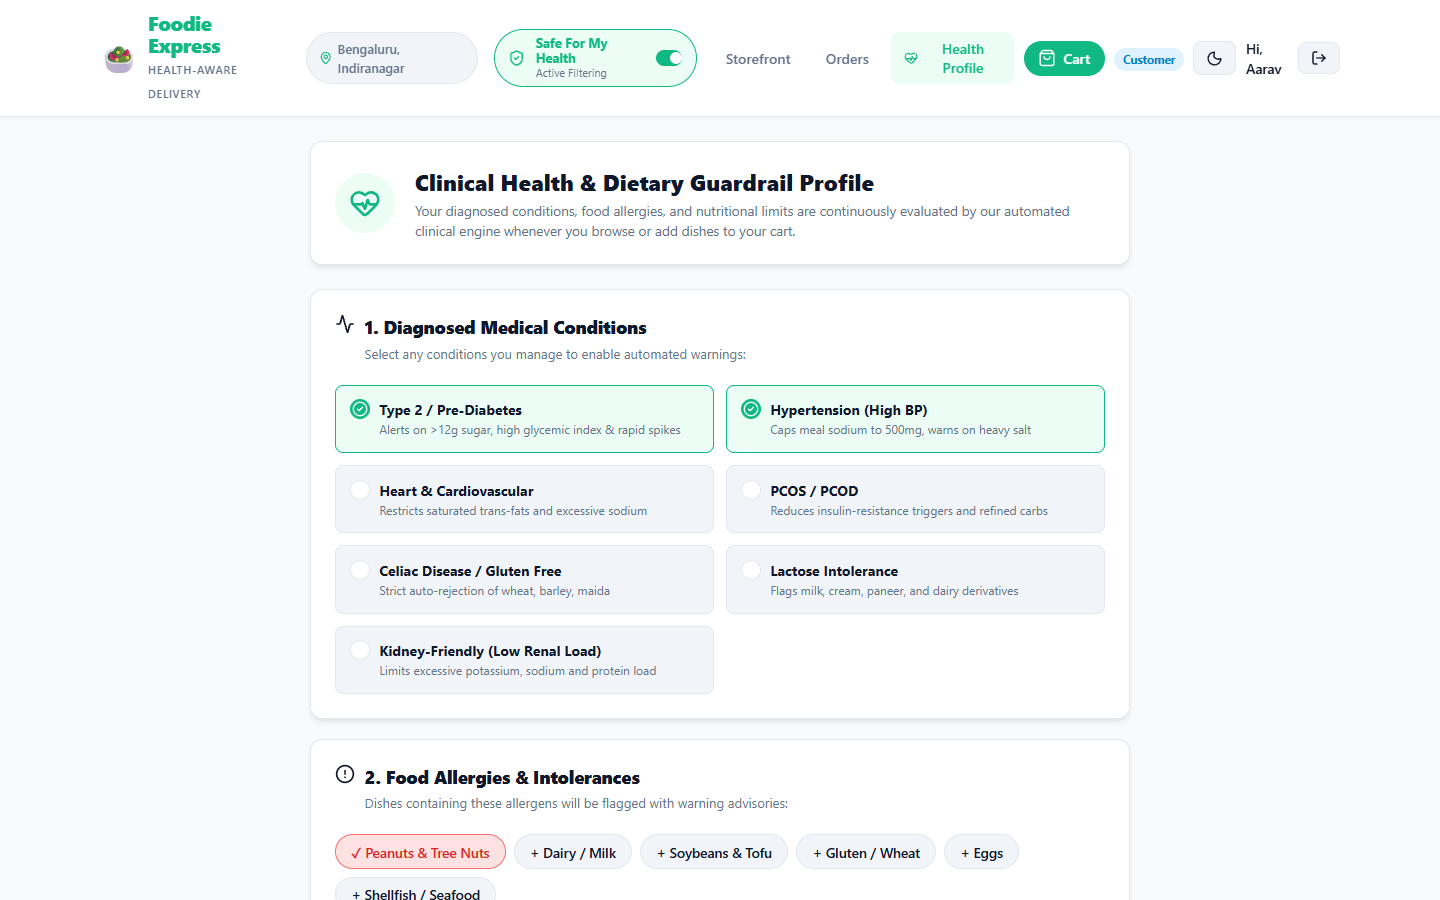 Foodie
Express
HEALTH-AWARE
DELIVERY
Bengaluru,
Indiranagar
Safe For My
Health
Active Filtering
Storefront
Orders
Health
Profile
Cart
Customer
Hi,
Aarav
Clinical Health & Dietary Guardrail Profile
Your diagnosed conditions, food allergies, and nutritional limits are continuously evaluated by our automated
clinical engine whenever you browse or add dishes to your cart.
1. Diagnosed Medical Conditions
Select any conditions you manage to enable automated warnings:
Type 2 / Pre-Diabetes
Alerts on >12g sugar, high glycemic index & rapid spikes
Hypertension (High BP)
Caps meal sodium to 500mg, warns on heavy salt
Heart & Cardiovascular
Restricts saturated trans-fats and excessive sodium
PCOS / PCOD
Reduces insulin-resistance triggers and refined carbs
Celiac Disease / Gluten Free
Strict auto-rejection of wheat, barley, maida
Lactose Intolerance
Flags milk, cream, paneer, and dairy derivatives
Kidney-Friendly (Low Renal Load)
Limits excessive potassium, sodium and protein load
2. Food Allergies & Intolerances
Dishes containing these allergens will be flagged with warning advisories:
✓ Peanuts & Tree Nuts
+ Dairy / Milk
+ Soybeans & Tofu
+ Gluten / Wheat
+ Eggs
+ Shellfish / Seafood